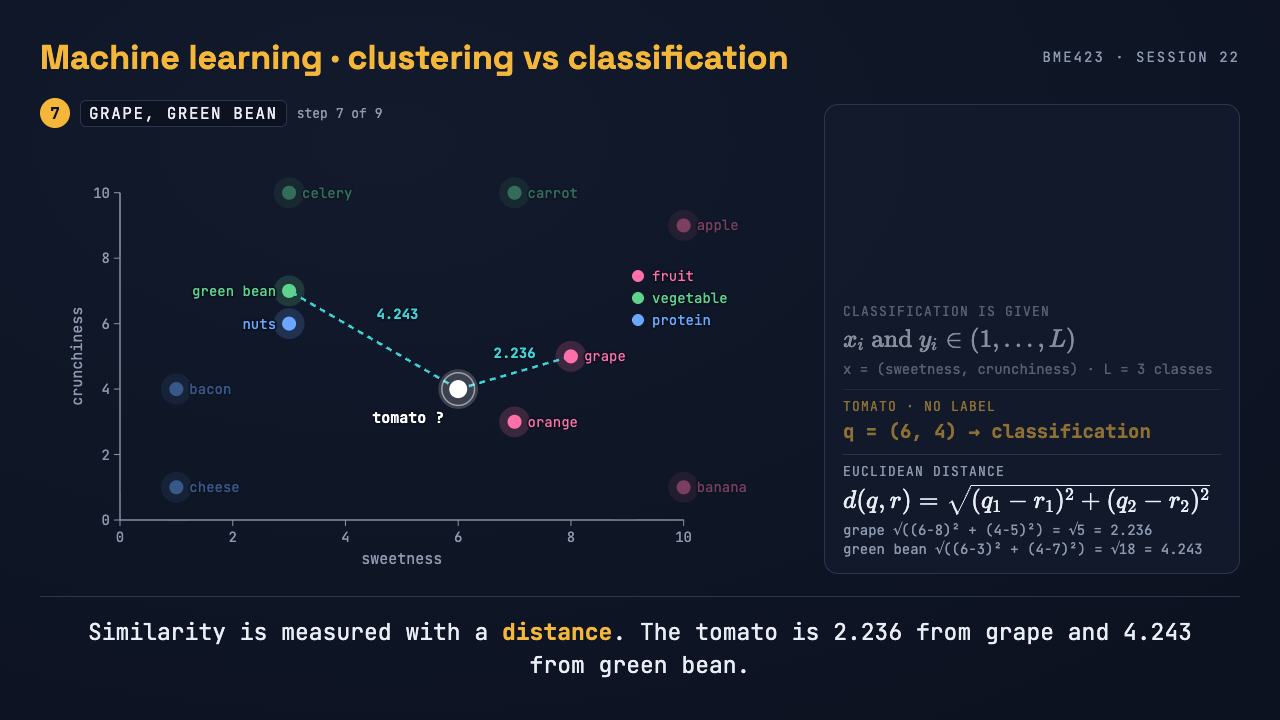 Machine learning · clustering vs classification
BME423 · SESSION 22
7 GRAPE, GREEN BEAN step 7 of 9
10
8
6
4
2
0
0 2 4 6 8 10
crunchiness
sweetness
celery
carrot
apple
green bean
nuts
4.243
2.236
grape
bacon
tomato ?
orange
cheese
banana
fruit
vegetable
protein
CLASSIFICATION IS GIVEN
xᵢ and yᵢ ∈ (1, . . . , L)
x = (sweetness, crunchiness) · L = 3 classes
TOMATO · NO LABEL
q = (6, 4) → classification
EUCLIDEAN DISTANCE
d(q, r) = √(q₁ − r₁)² + (q₂ − r₂)²
grape √((6-8)² + (4-5)²) = √5 = 2.236
green bean √((6-3)² + (4-7)²) = √18 = 4.243
Similarity is measured with a distance. The tomato is 2.236 from grape and 4.243
from green bean.